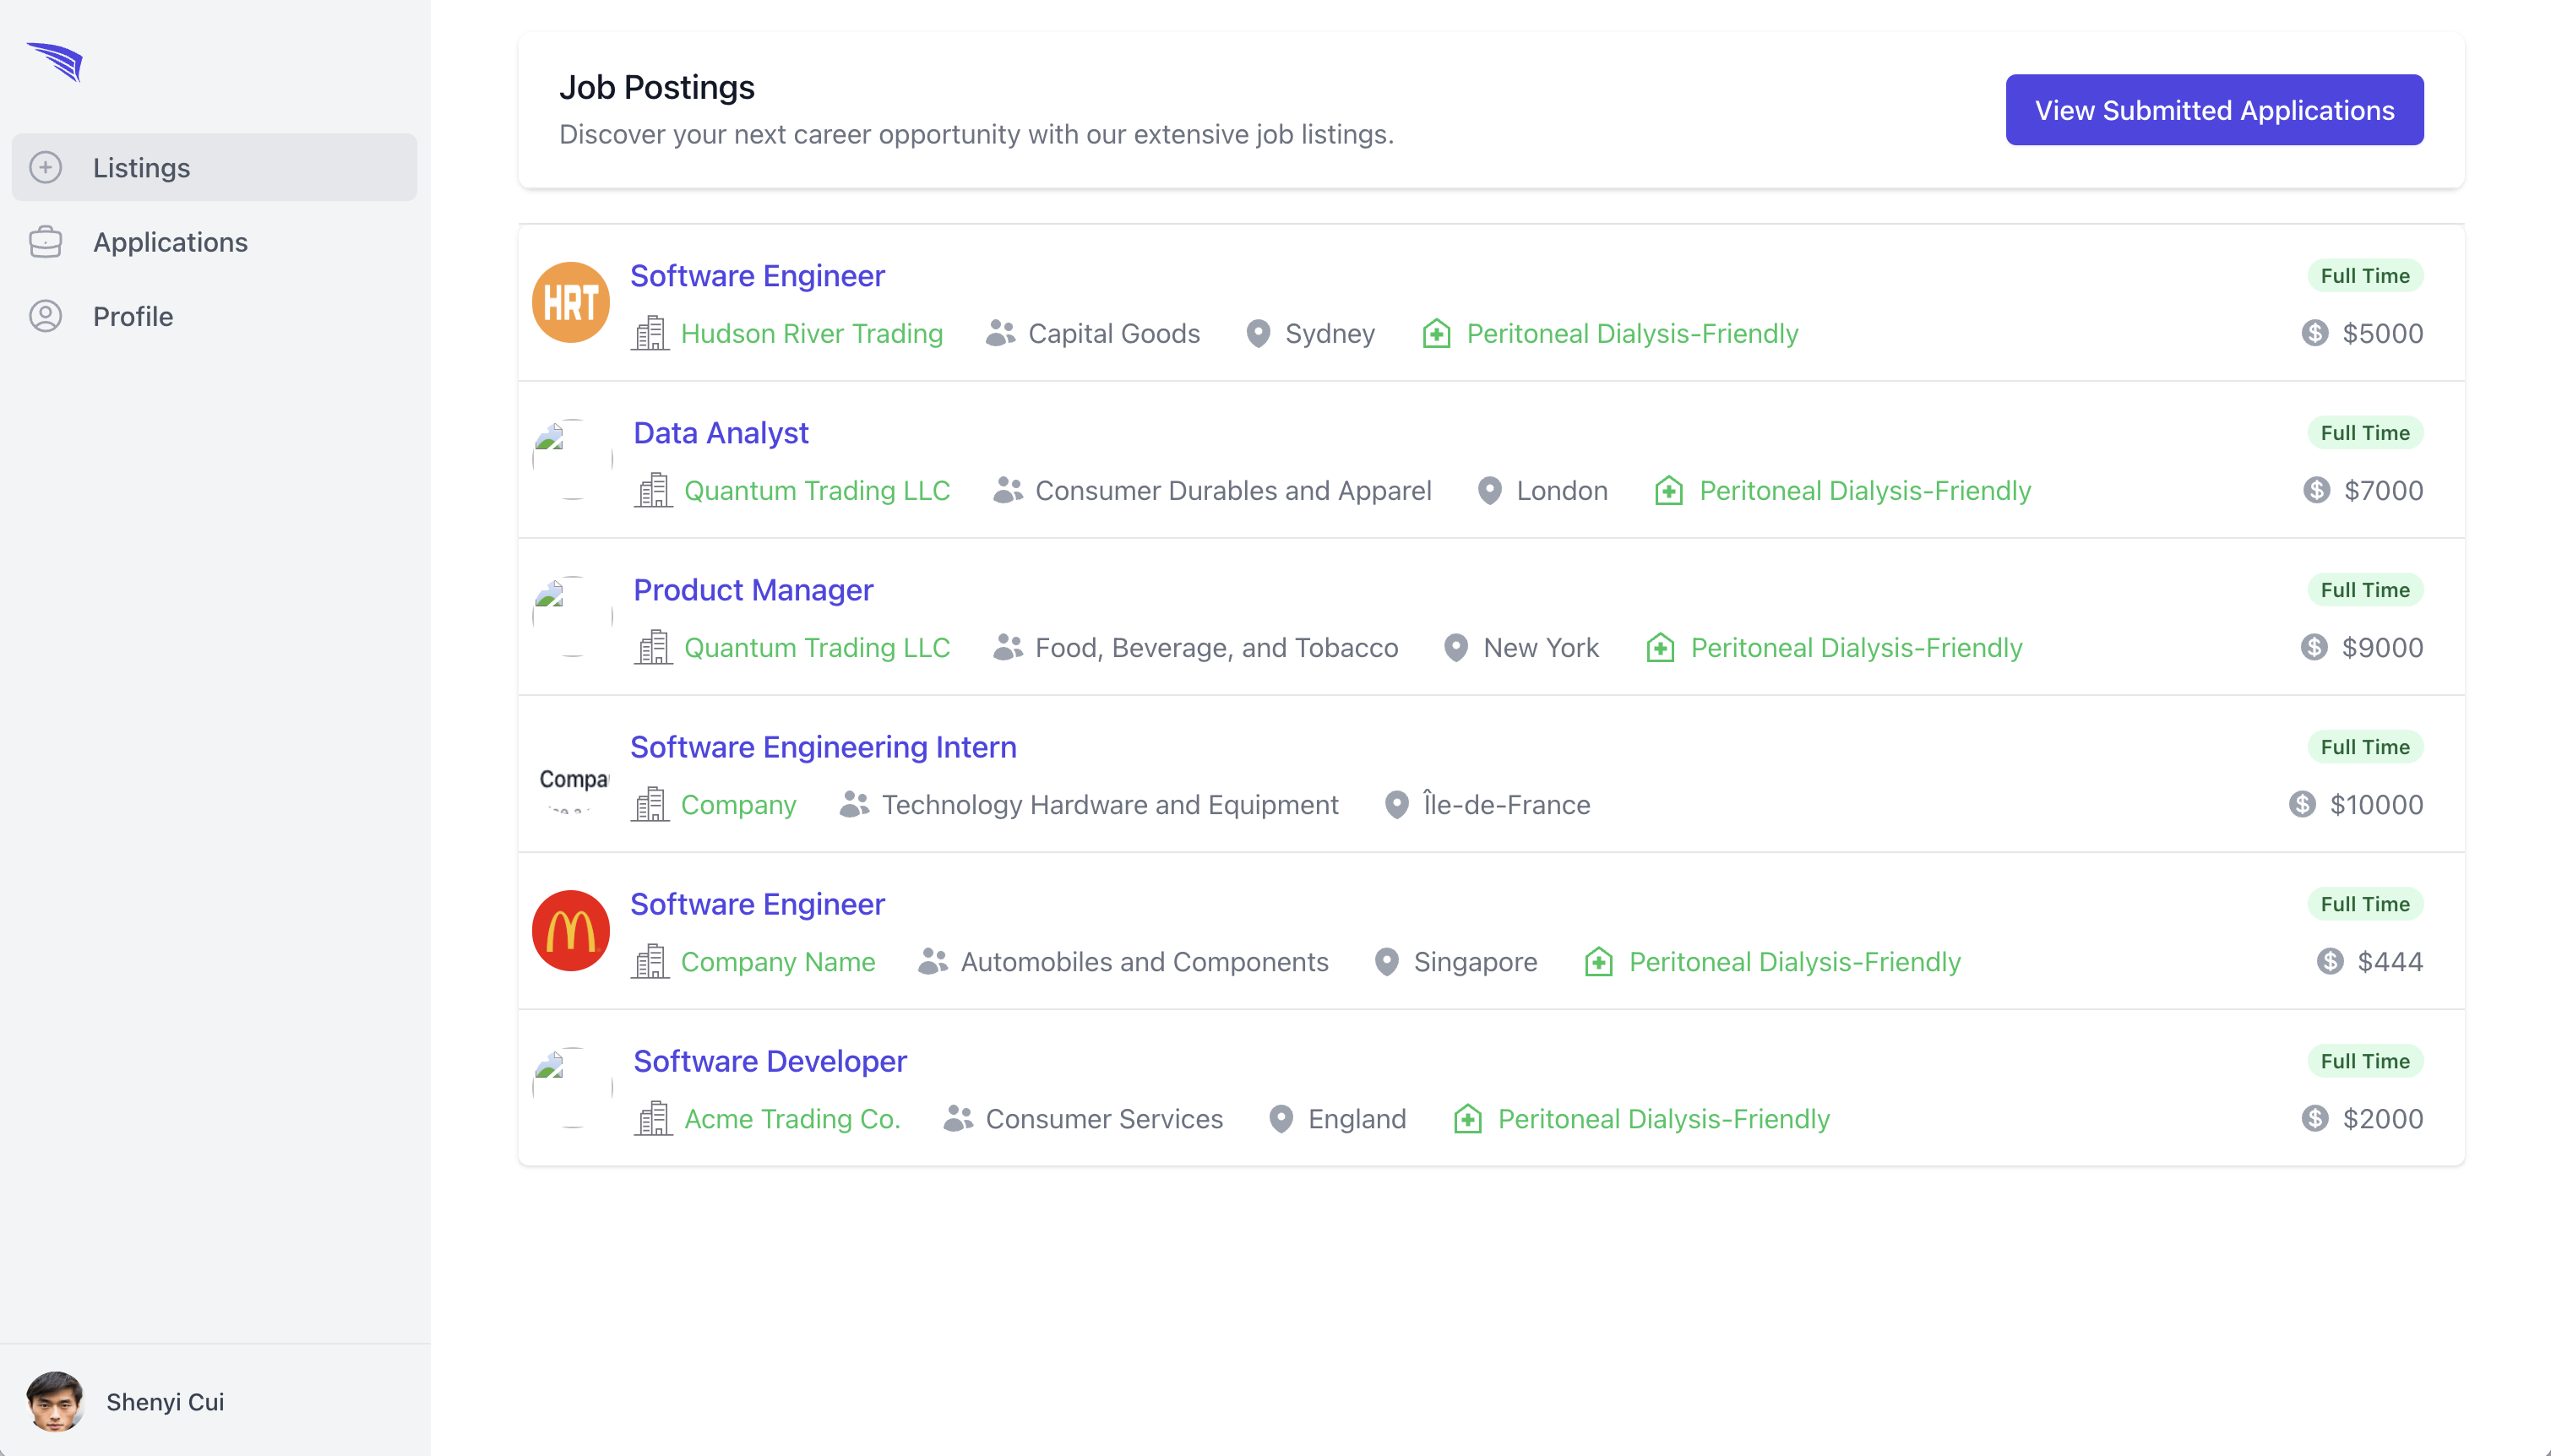 Listings
Applications
Profile
Shenyi Cui
Job Postings
Discover your next career opportunity with our extensive job listings.
View Submitted Applications
HRT
Software Engineer
Full Time
Hudson River Trading Capital Goods Sydney Peritoneal Dialysis-Friendly $5000
Data Analyst
Full Time
Quantum Trading LLC Consumer Durables and Apparel London Peritoneal Dialysis-Friendly $7000
Product Manager
Full Time
Quantum Trading LLC Food, Beverage, and Tobacco New York Peritoneal Dialysis-Friendly $9000
Software Engineering Intern
Full Time
Company Technology Hardware and Equipment Île-de-France $10000
Software Engineer
Full Time
Company Name Automobiles and Components Singapore Peritoneal Dialysis-Friendly $444
Software Developer
Full Time
Acme Trading Co. Consumer Services England Peritoneal Dialysis-Friendly $2000